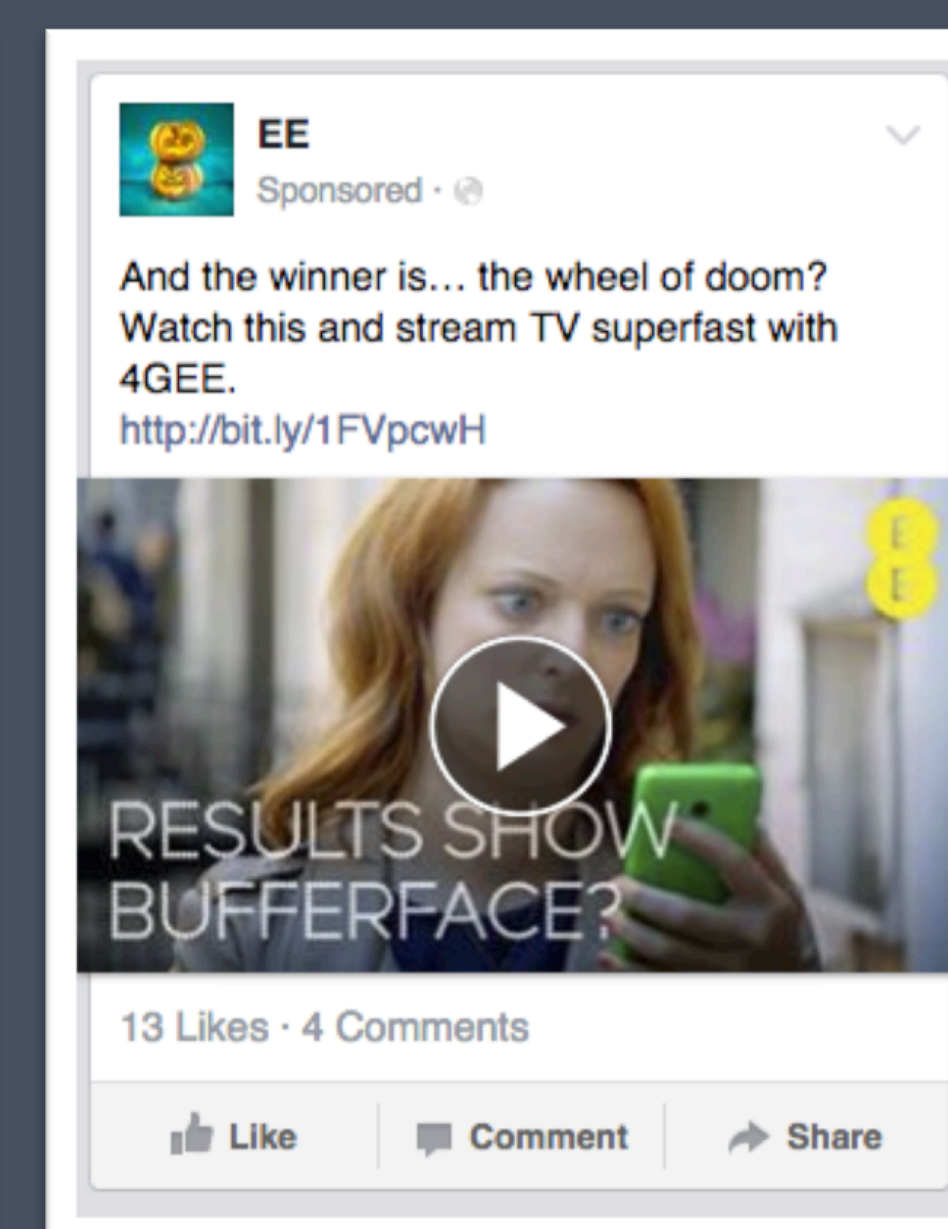 EE
Sponsored ·
And the winner is... the wheel of doom?
Watch this and stream TV superfast with
4GEE.
http://bit.ly/1FVpcwH
E
E
RESULTS SHOW
BUFFERFACE?
13 Likes · 4 Comments
Like Comment Share